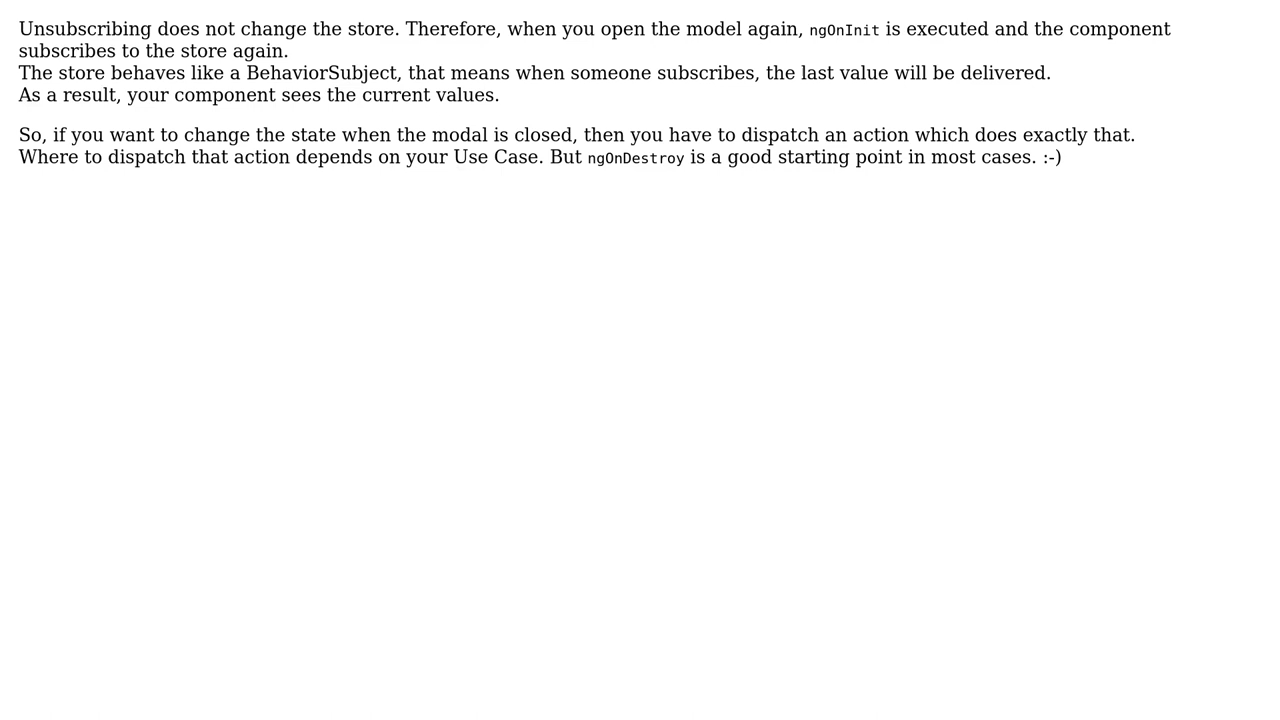 Unsubscribing does not change the store. Therefore, when you open the model again, ngOnInit is executed and the component
subscribes to the store again.
The store behaves like a BehaviorSubject, that means when someone subscribes, the last value will be delivered.
As a result, your component sees the current values.
So, if you want to change the state when the modal is closed, then you have to dispatch an action which does exactly that.
Where to dispatch that action depends on your Use Case. But ngOnDestroy is a good starting point in most cases. :-)